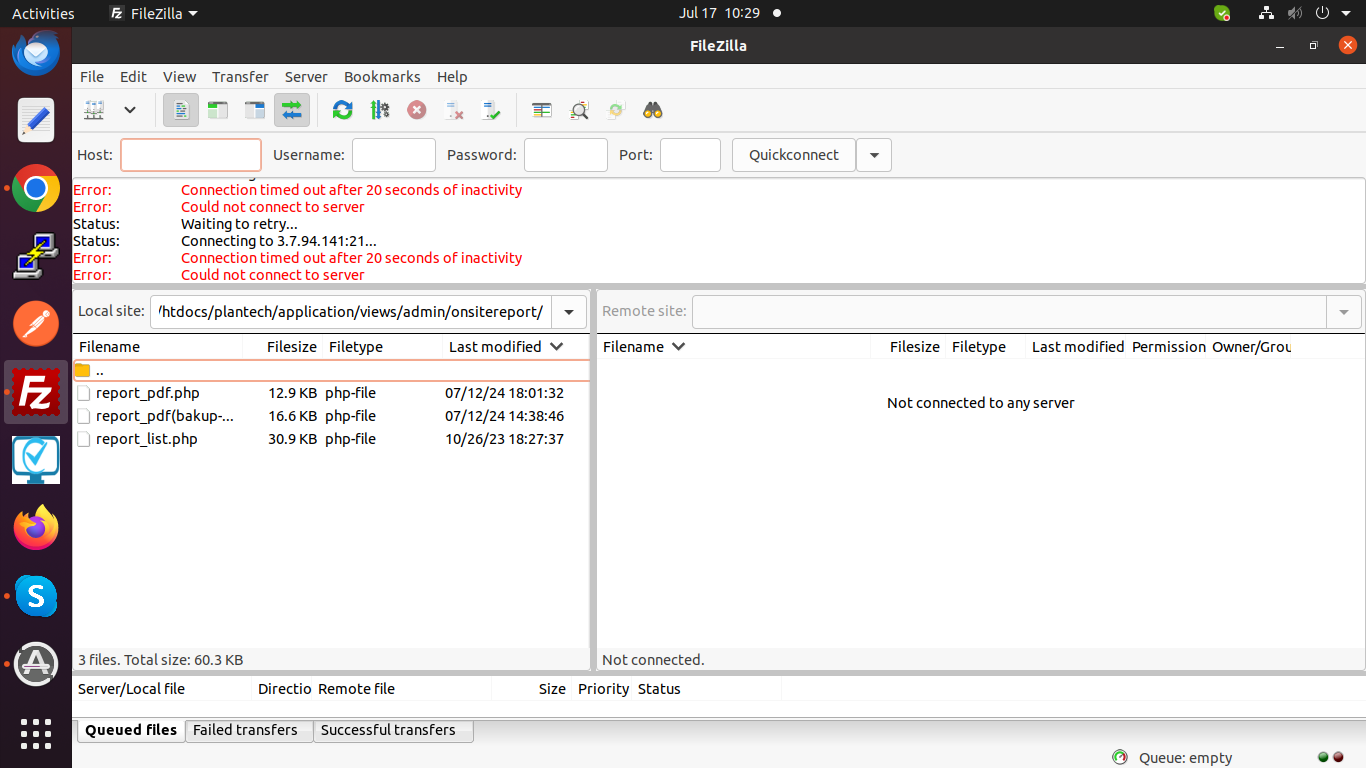 Activities FileZilla Jul 17 10:29
FileZilla
File Edit View Transfer Server Bookmarks Help
Host: Username: Password: Port: Quickconnect
Error: Connection timed out after 20 seconds of inactivity
Error: Could not connect to server
Status: Waiting to retry...
Status: Connecting to 3.7.94.141:21...
Error: Connection timed out after 20 seconds of inactivity
Error: Could not connect to server
Local site: /htdocs/plantech/application/views/admin/onsitereport/ Remote site:
Filename Filesize Filetype Last modified Filename Filesize Filetype Last modified Permission Owner/Grou
..
report_pdf.php 12.9 KB php-file 07/12/24 18:01:32
report_pdf(bakup-... 16.6 KB php-file 07/12/24 14:38:46
Not connected to any server
report_list.php 30.9 KB php-file 10/26/23 18:27:37
3 files. Total size: 60.3 KB Not connected.
Server/Local file Directio Remote file Size Priority Status
Queued files Failed transfers Successful transfers
Queue: empty